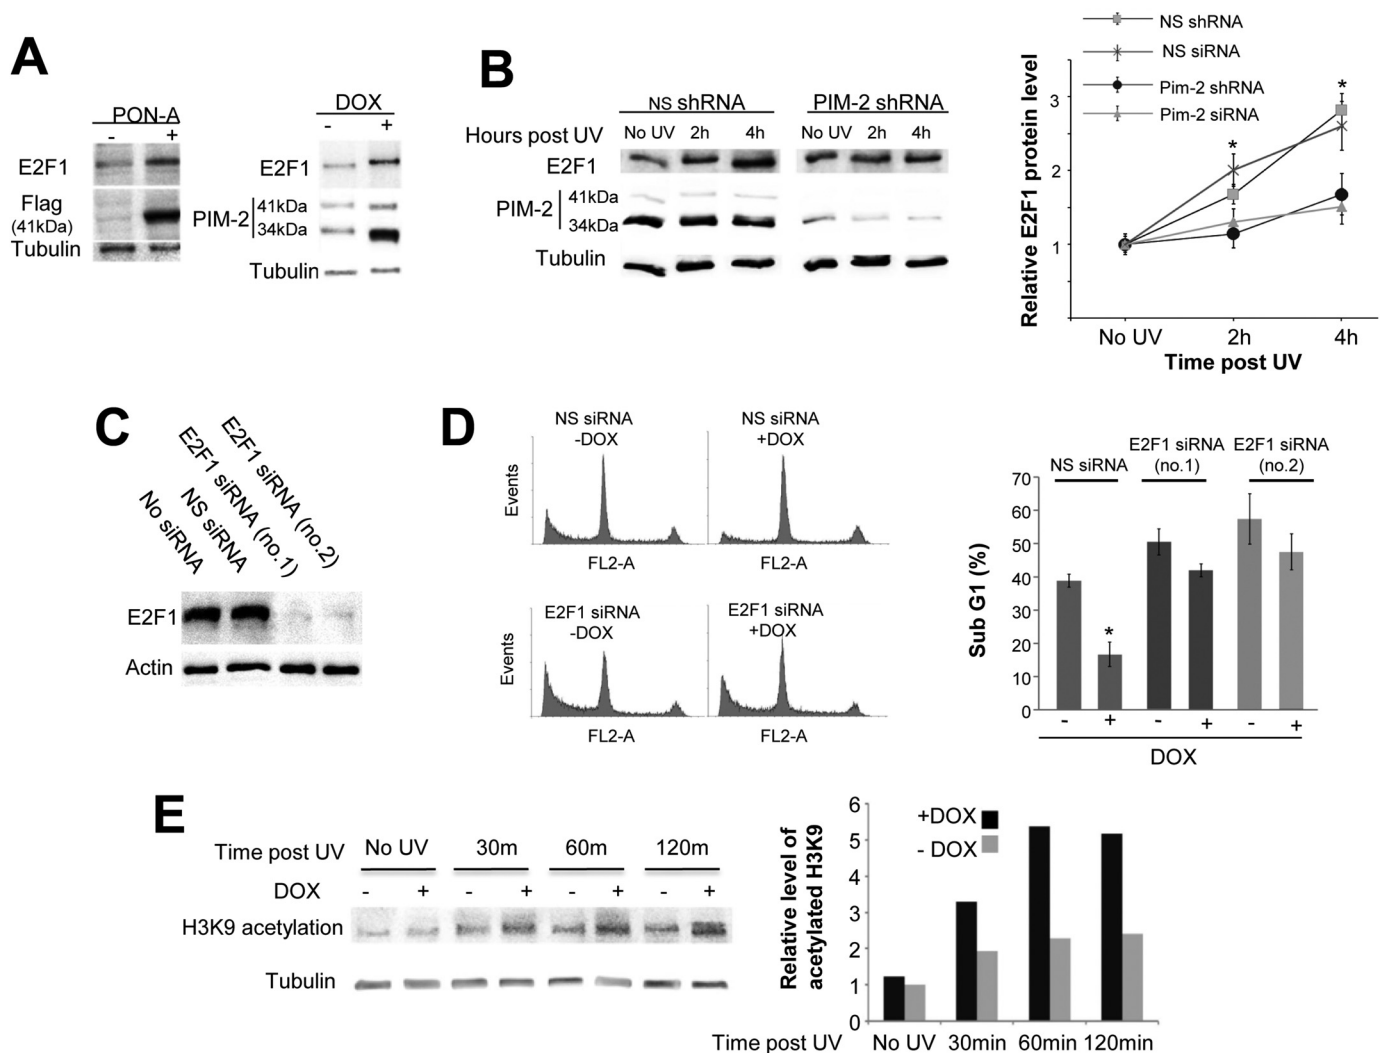 A
PON-A
- +
E2F1
Flag
(41kDa)
Tubulin
DOX
- +
E2F1
PIM-2
41kDa
34kDa
Tubulin
B
NS shRNA
PIM-2 shRNA
Hours post UV
No UV 2h 4h
No UV 2h 4h
E2F1
PIM-2
41kDa
34kDa
Tubulin
NS shRNA
NS siRNA
Pim-2 shRNA
Pim-2 siRNA
Relative E2F1 protein level
3
2
1
*
*
No UV 2h 4h
Time post UV
C
No siRNA
NS siRNA
E2F1 siRNA (no.1)
E2F1 siRNA (no.2)
E2F1
Actin
D
NS siRNA
-DOX
Events
FL2-A
NS siRNA
+DOX
FL2-A
E2F1 siRNA
-DOX
Events
FL2-A
E2F1 siRNA
+DOX
FL2-A
NS siRNA
E2F1 siRNA
(no.1)
E2F1 siRNA
(no.2)
Sub G1 (%)
70
60
50
40
30
20
10
0
*
- + - + - +
DOX
E
Time post UV
No UV 30m 60m 120m
DOX
- + - + - + - +
H3K9 acetylation
Tubulin
Relative level of
acetylated H3K9
6
5
4
3
2
1
0
+DOX
- DOX
Time post UV
No UV 30min 60min 120min